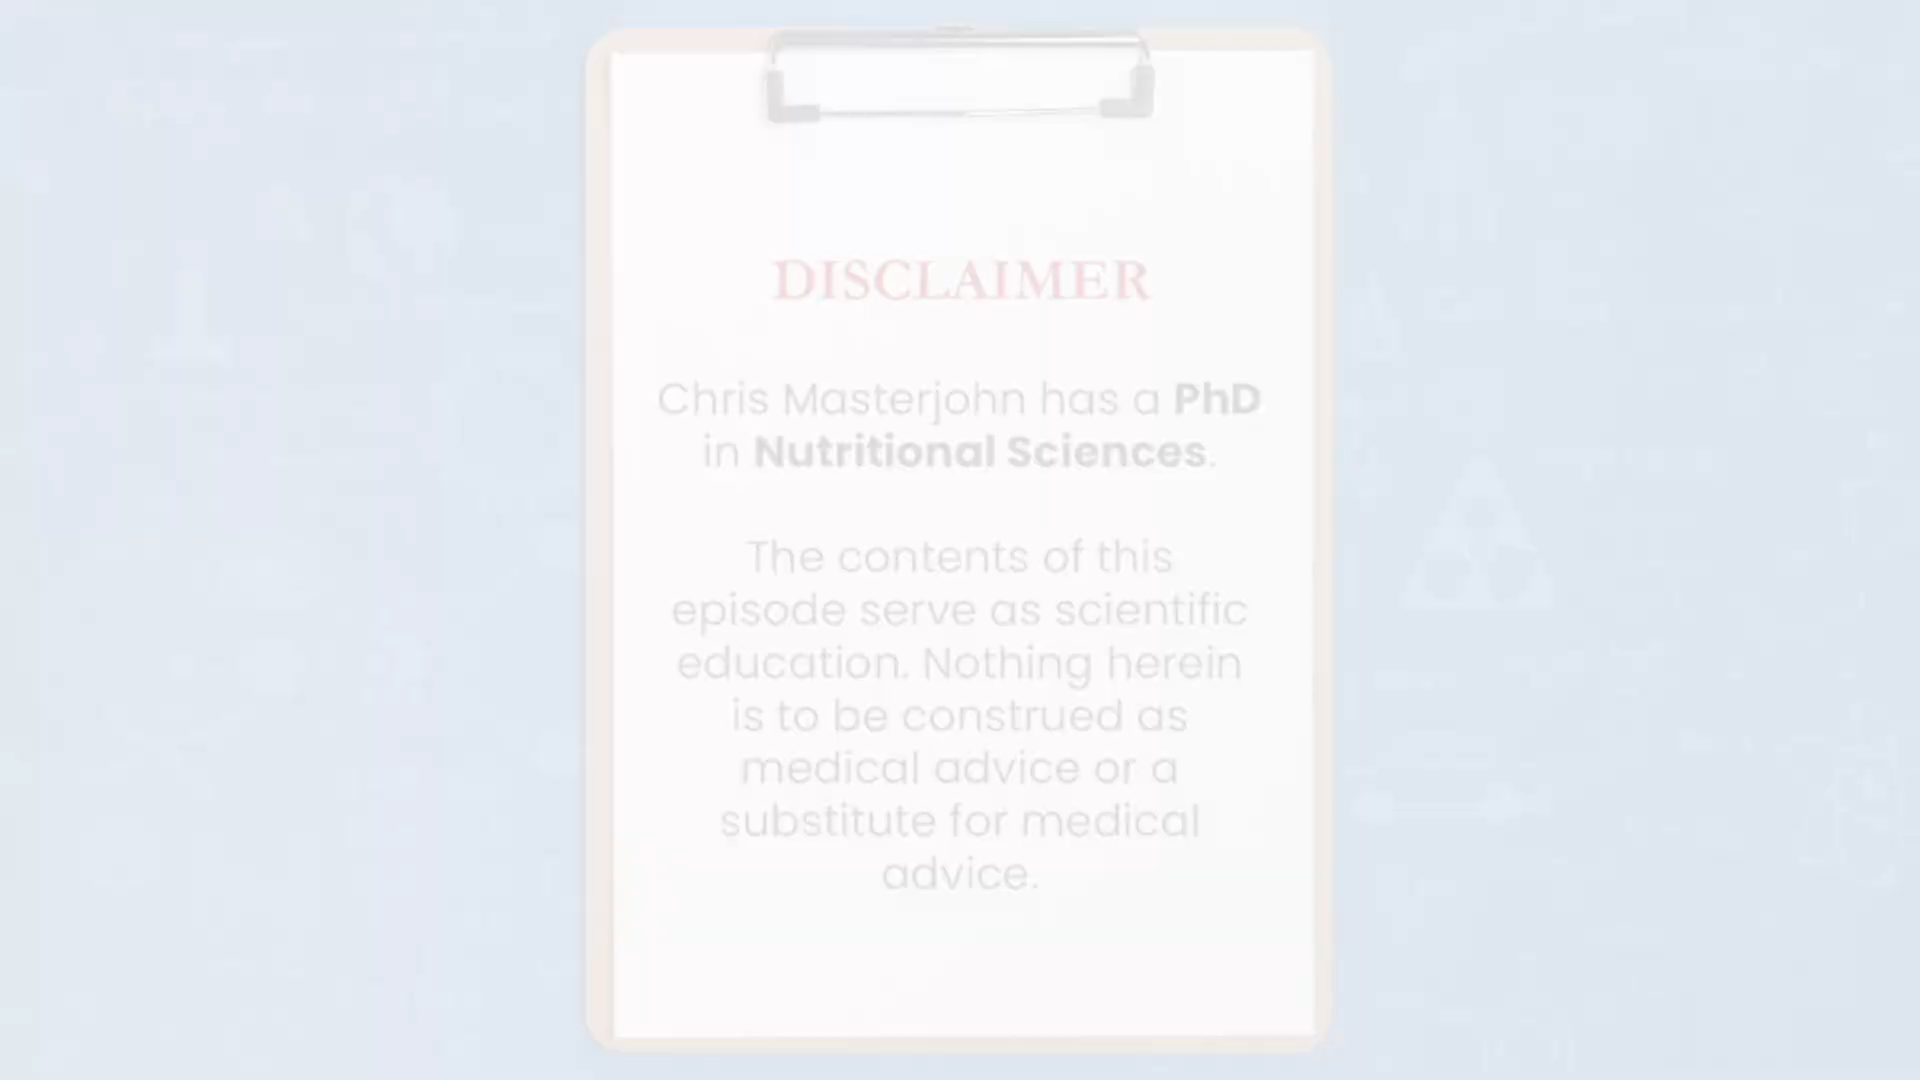 DISCLAIMER
Chris Masterjohn has a PhD
in Nutritional Sciences.
The contents of this
episode serve as scientific
education. Nothing herein
is to be construed as
medical advice or a
substitute for medical
advice.